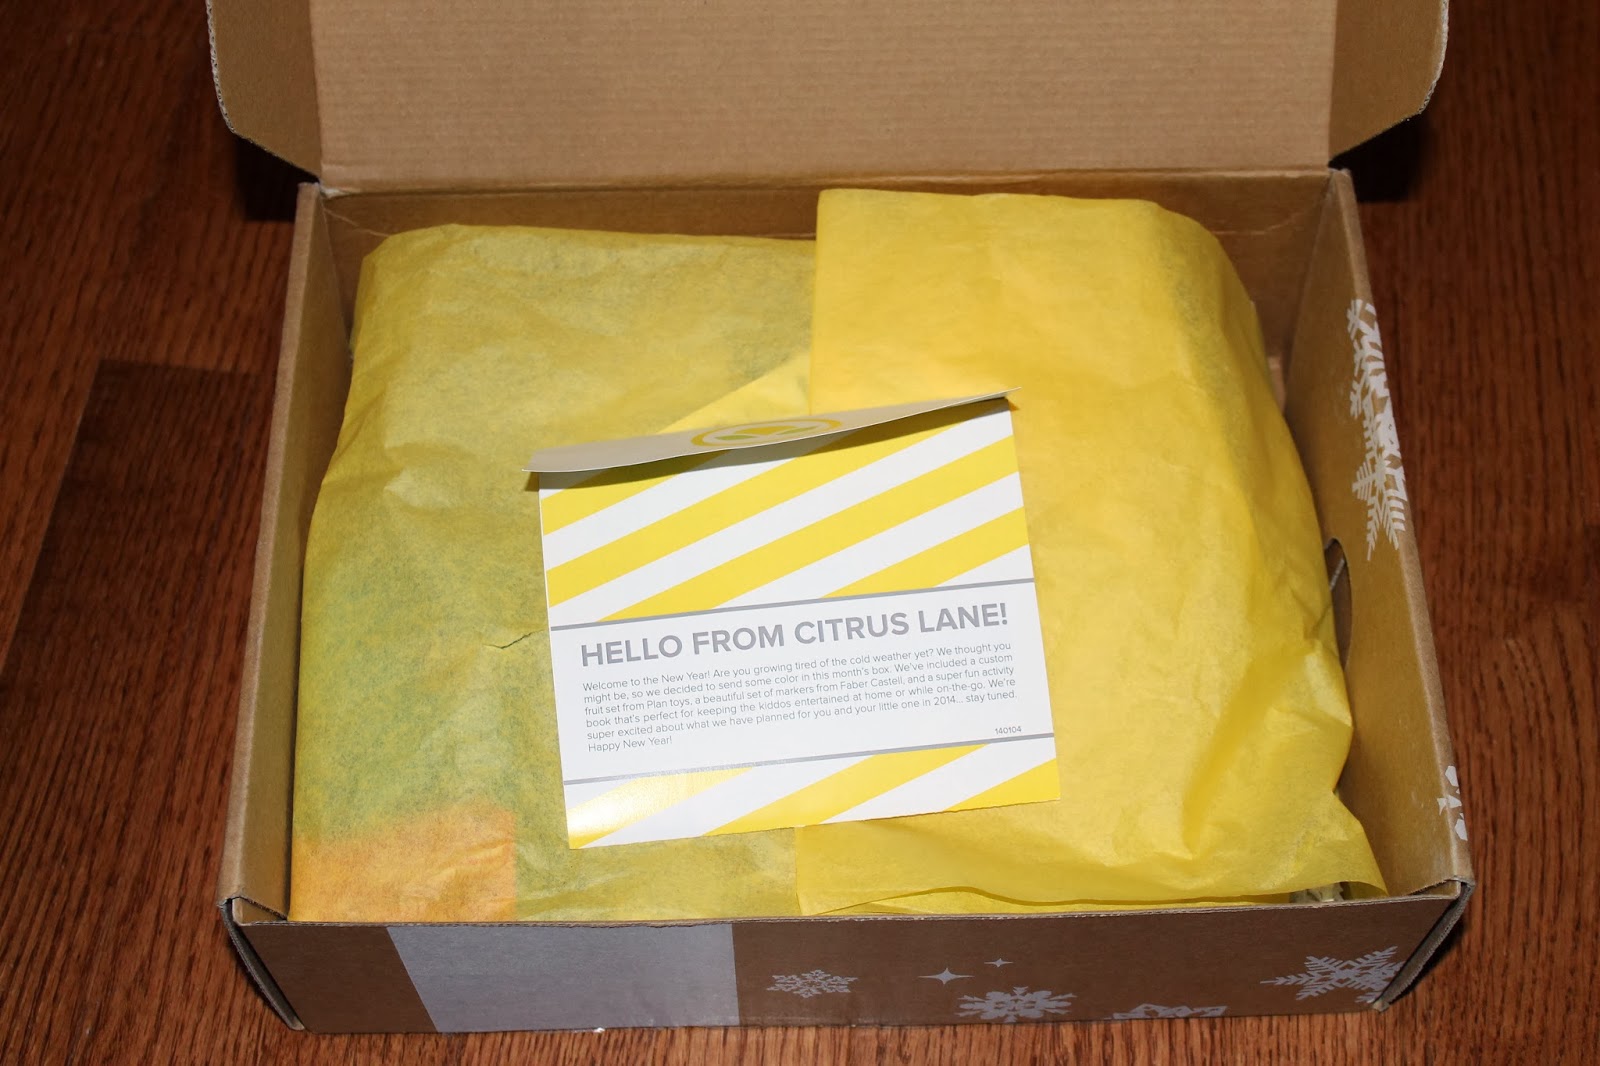 HELLO FROM CITRUS LANE!
Welcome to the New Year! Are you growing tired of the cold weather yet? We thought you
might be, so we decided to send some color in this month's box. We've included a custom
fruit set from Plan toys, a beautiful set of markers from Faber Castell, and a super fun activity
book that's perfect for keeping the kiddos entertained at home or while on-the-go. We're
super excited about what we have planned for you and your little one in 2014... stay tuned.
Happy New Year!
140104